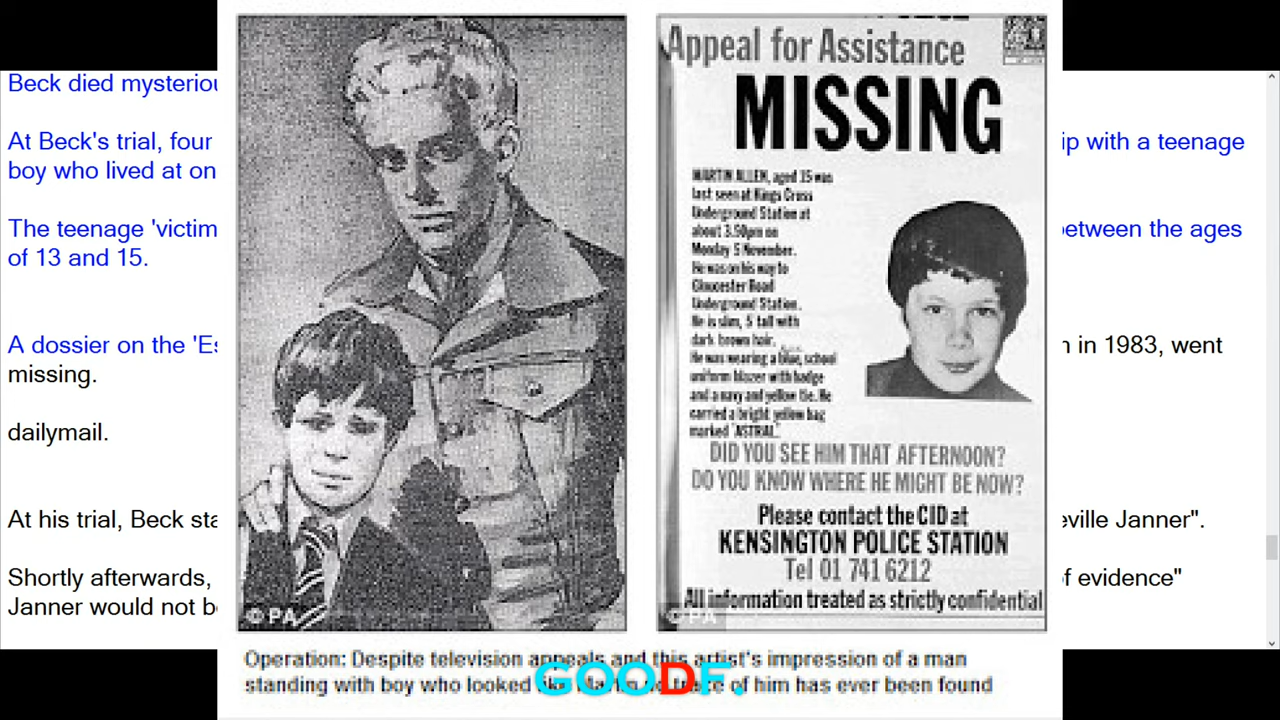 Beck died mysteriou
At Beck's trial, four
ip with a teenage
boy who lived at on
The teenage 'victim
between the ages
of 13 and 15.
A dossier on the 'Es
n in 1983, went
missing.
dailymail.
At his trial, Beck sta
eville Janner".
Shortly afterwards,
of evidence"
Janner would not be
© PA
Appeal for Assistance
MISSING
MARTIN ALLEN, aged 15 was
last seen at Kings Cross
Underground Station at
about 3.50pm on
Monday 5 November.
He was on his way to
Gloucester Road
Underground Station.
He is slim, 5' tall with
dark brown hair.
He was wearing a blue, school
uniform blazer with badge
and a navy and yellow tie. He
carried a bright yellow bag
marked 'ASTRAL'.
DID YOU SEE HIM THAT AFTERNOON?
DO YOU KNOW WHERE HE MIGHT BE NOW?
Please contact the CID at
KENSINGTON POLICE STATION
Tel 01 741 6212
All information treated as strictly confidential
© PA
Operation: Despite television appeals and this artist's impression of a man
standing with boy who looked of him has ever been found
GOODF.